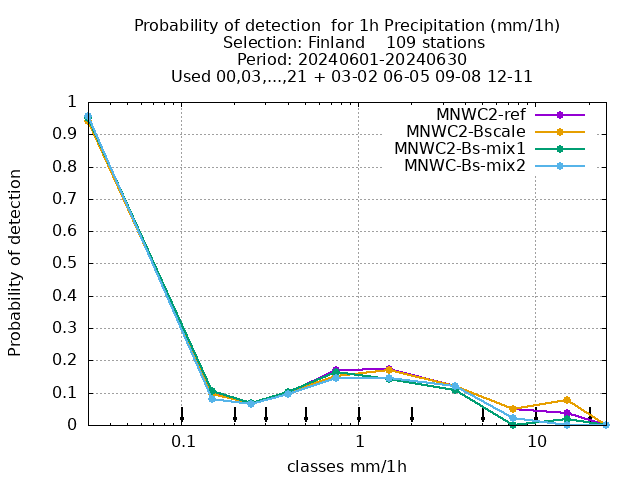 Probability of detection  for 1h Precipitation (mm/1h)
Selection: Finland    109 stations
Period: 20240601-20240630
Used 00,03,...,21 + 03-02 06-05 09-08 12-11
MNWC2-ref
MNWC2-Bscale
MNWC2-Bs-mix1
MNWC-Bs-mix2
Probability of detection
1
0.9
0.8
0.7
0.6
0.5
0.4
0.3
0.2
0.1
0
0.1 1 10
classes mm/1h